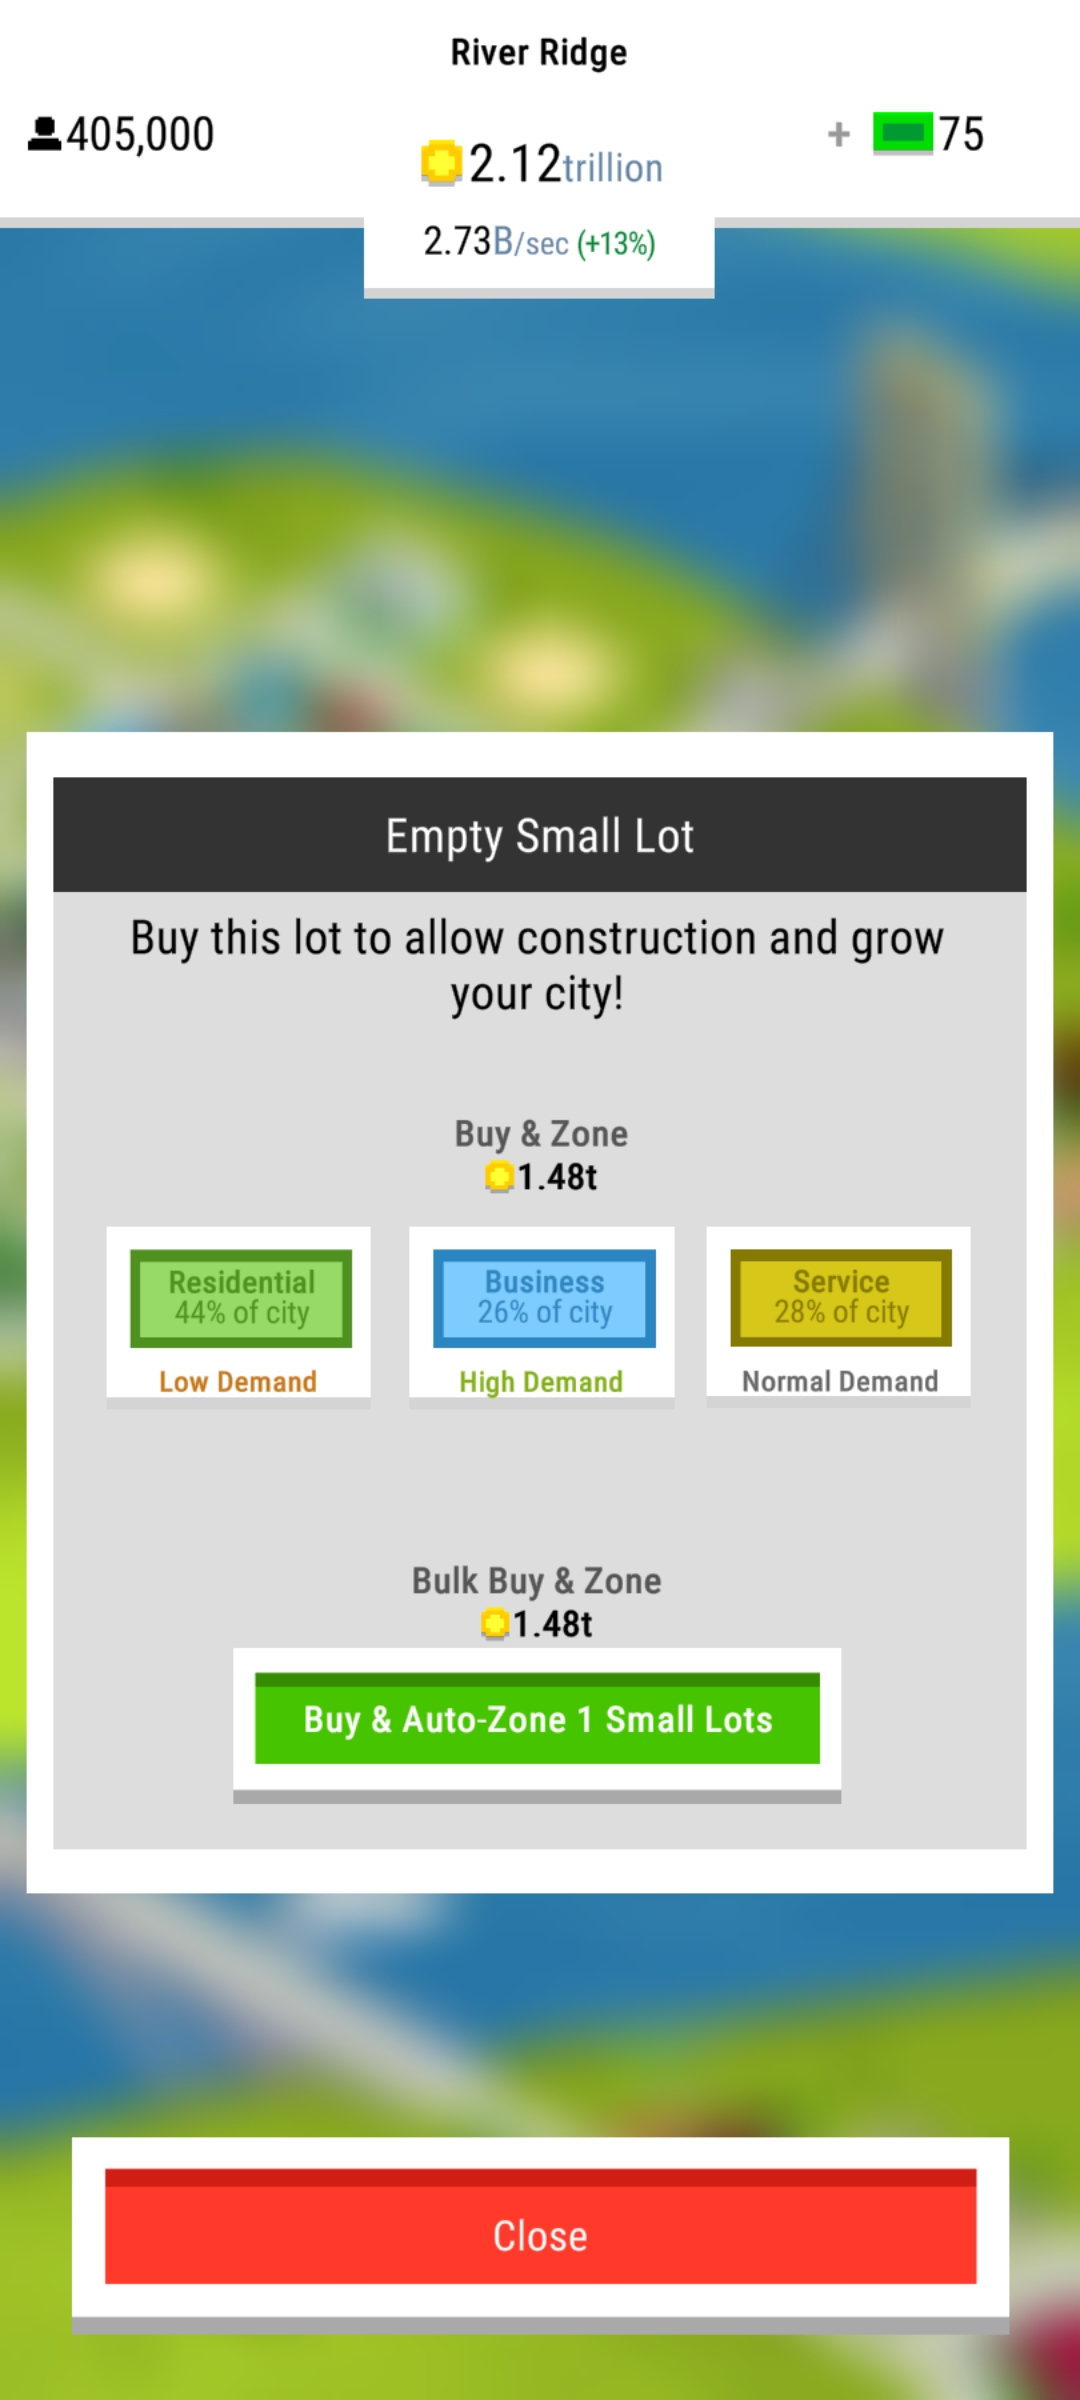 River Ridge
405,000
2.12trillion
+ 75
2.73B/sec (+13%)
Empty Small Lot
Buy this lot to allow construction and grow
your city!
Buy & Zone
1.48t
Residential
44% of city
Low Demand
Business
26% of city
High Demand
Service
28% of city
Normal Demand
Bulk Buy & Zone
1.48t
Buy & Auto-Zone 1 Small Lots
Close